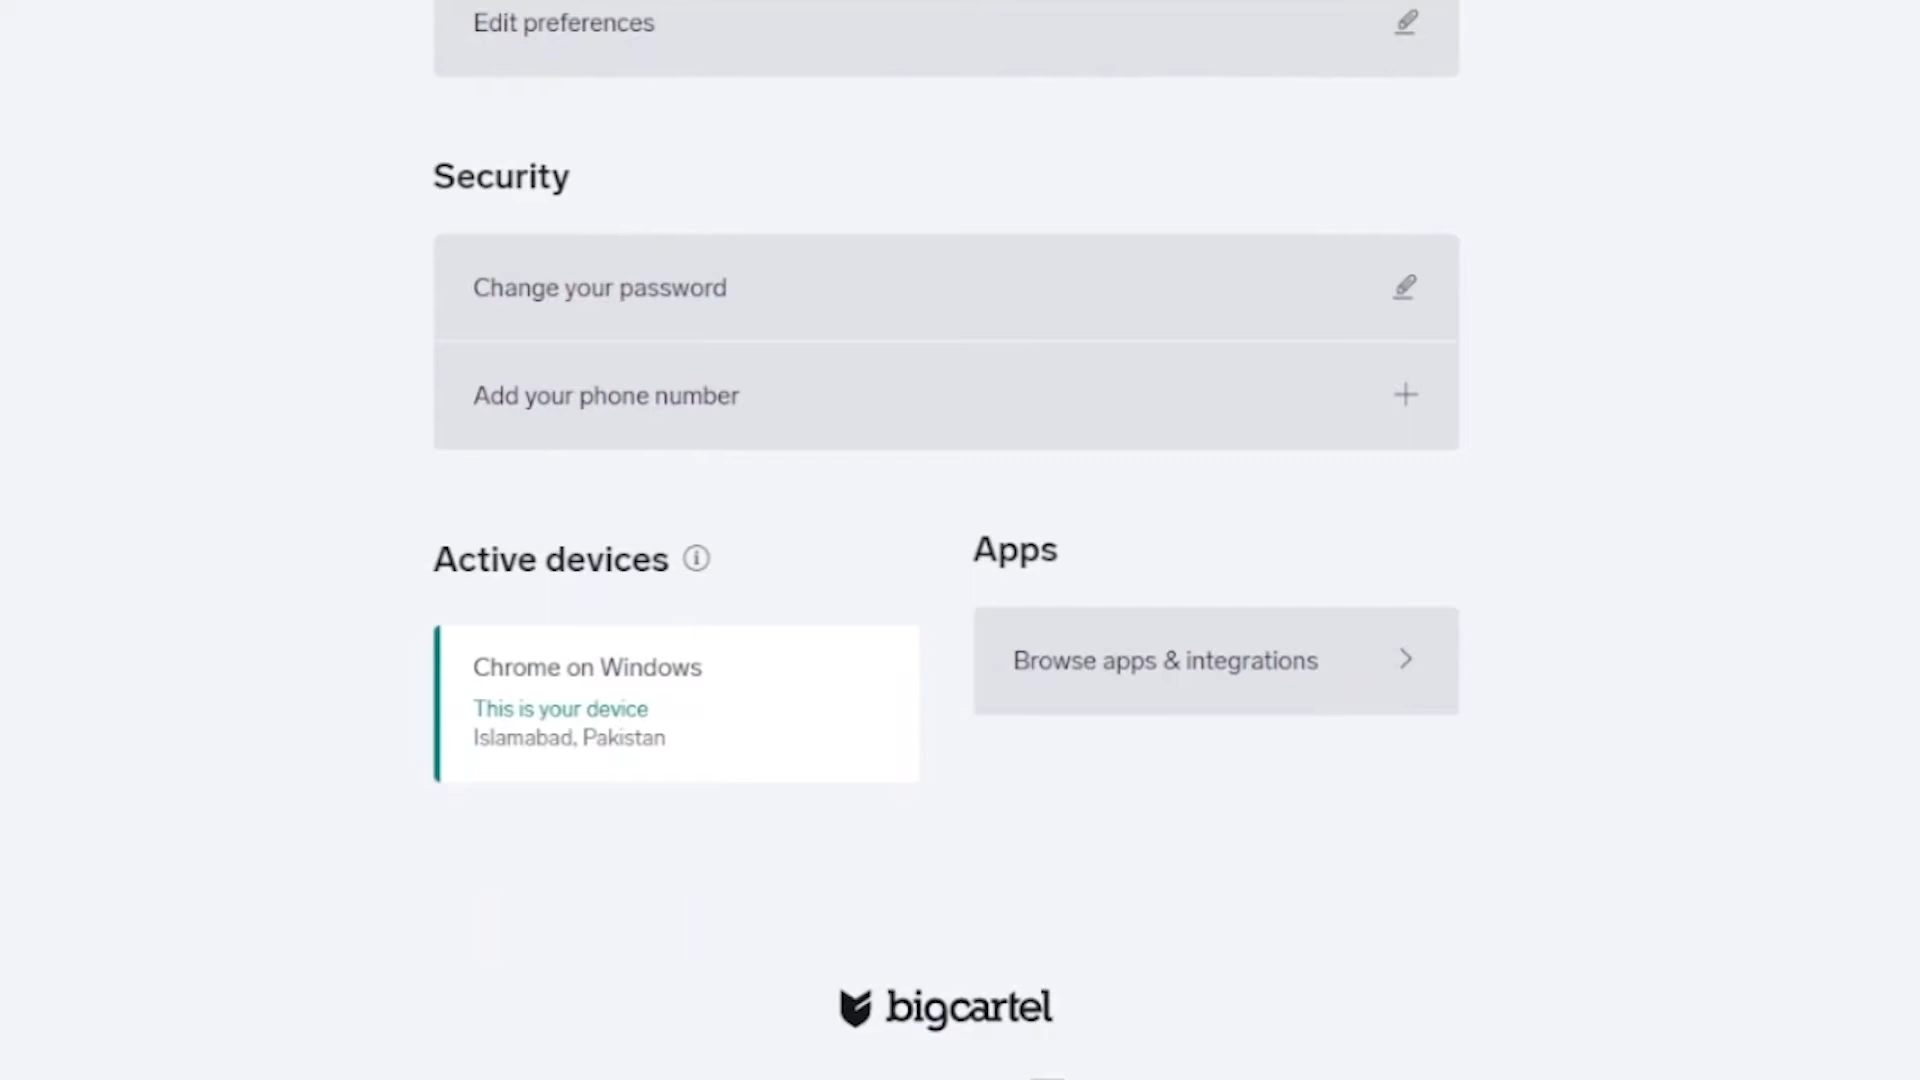 Edit preferences
Security
Change your password
Add your phone number
Active devices
Chrome on Windows
This is your device
Islamabad, Pakistan
Apps
Browse apps & integrations
bigcartel